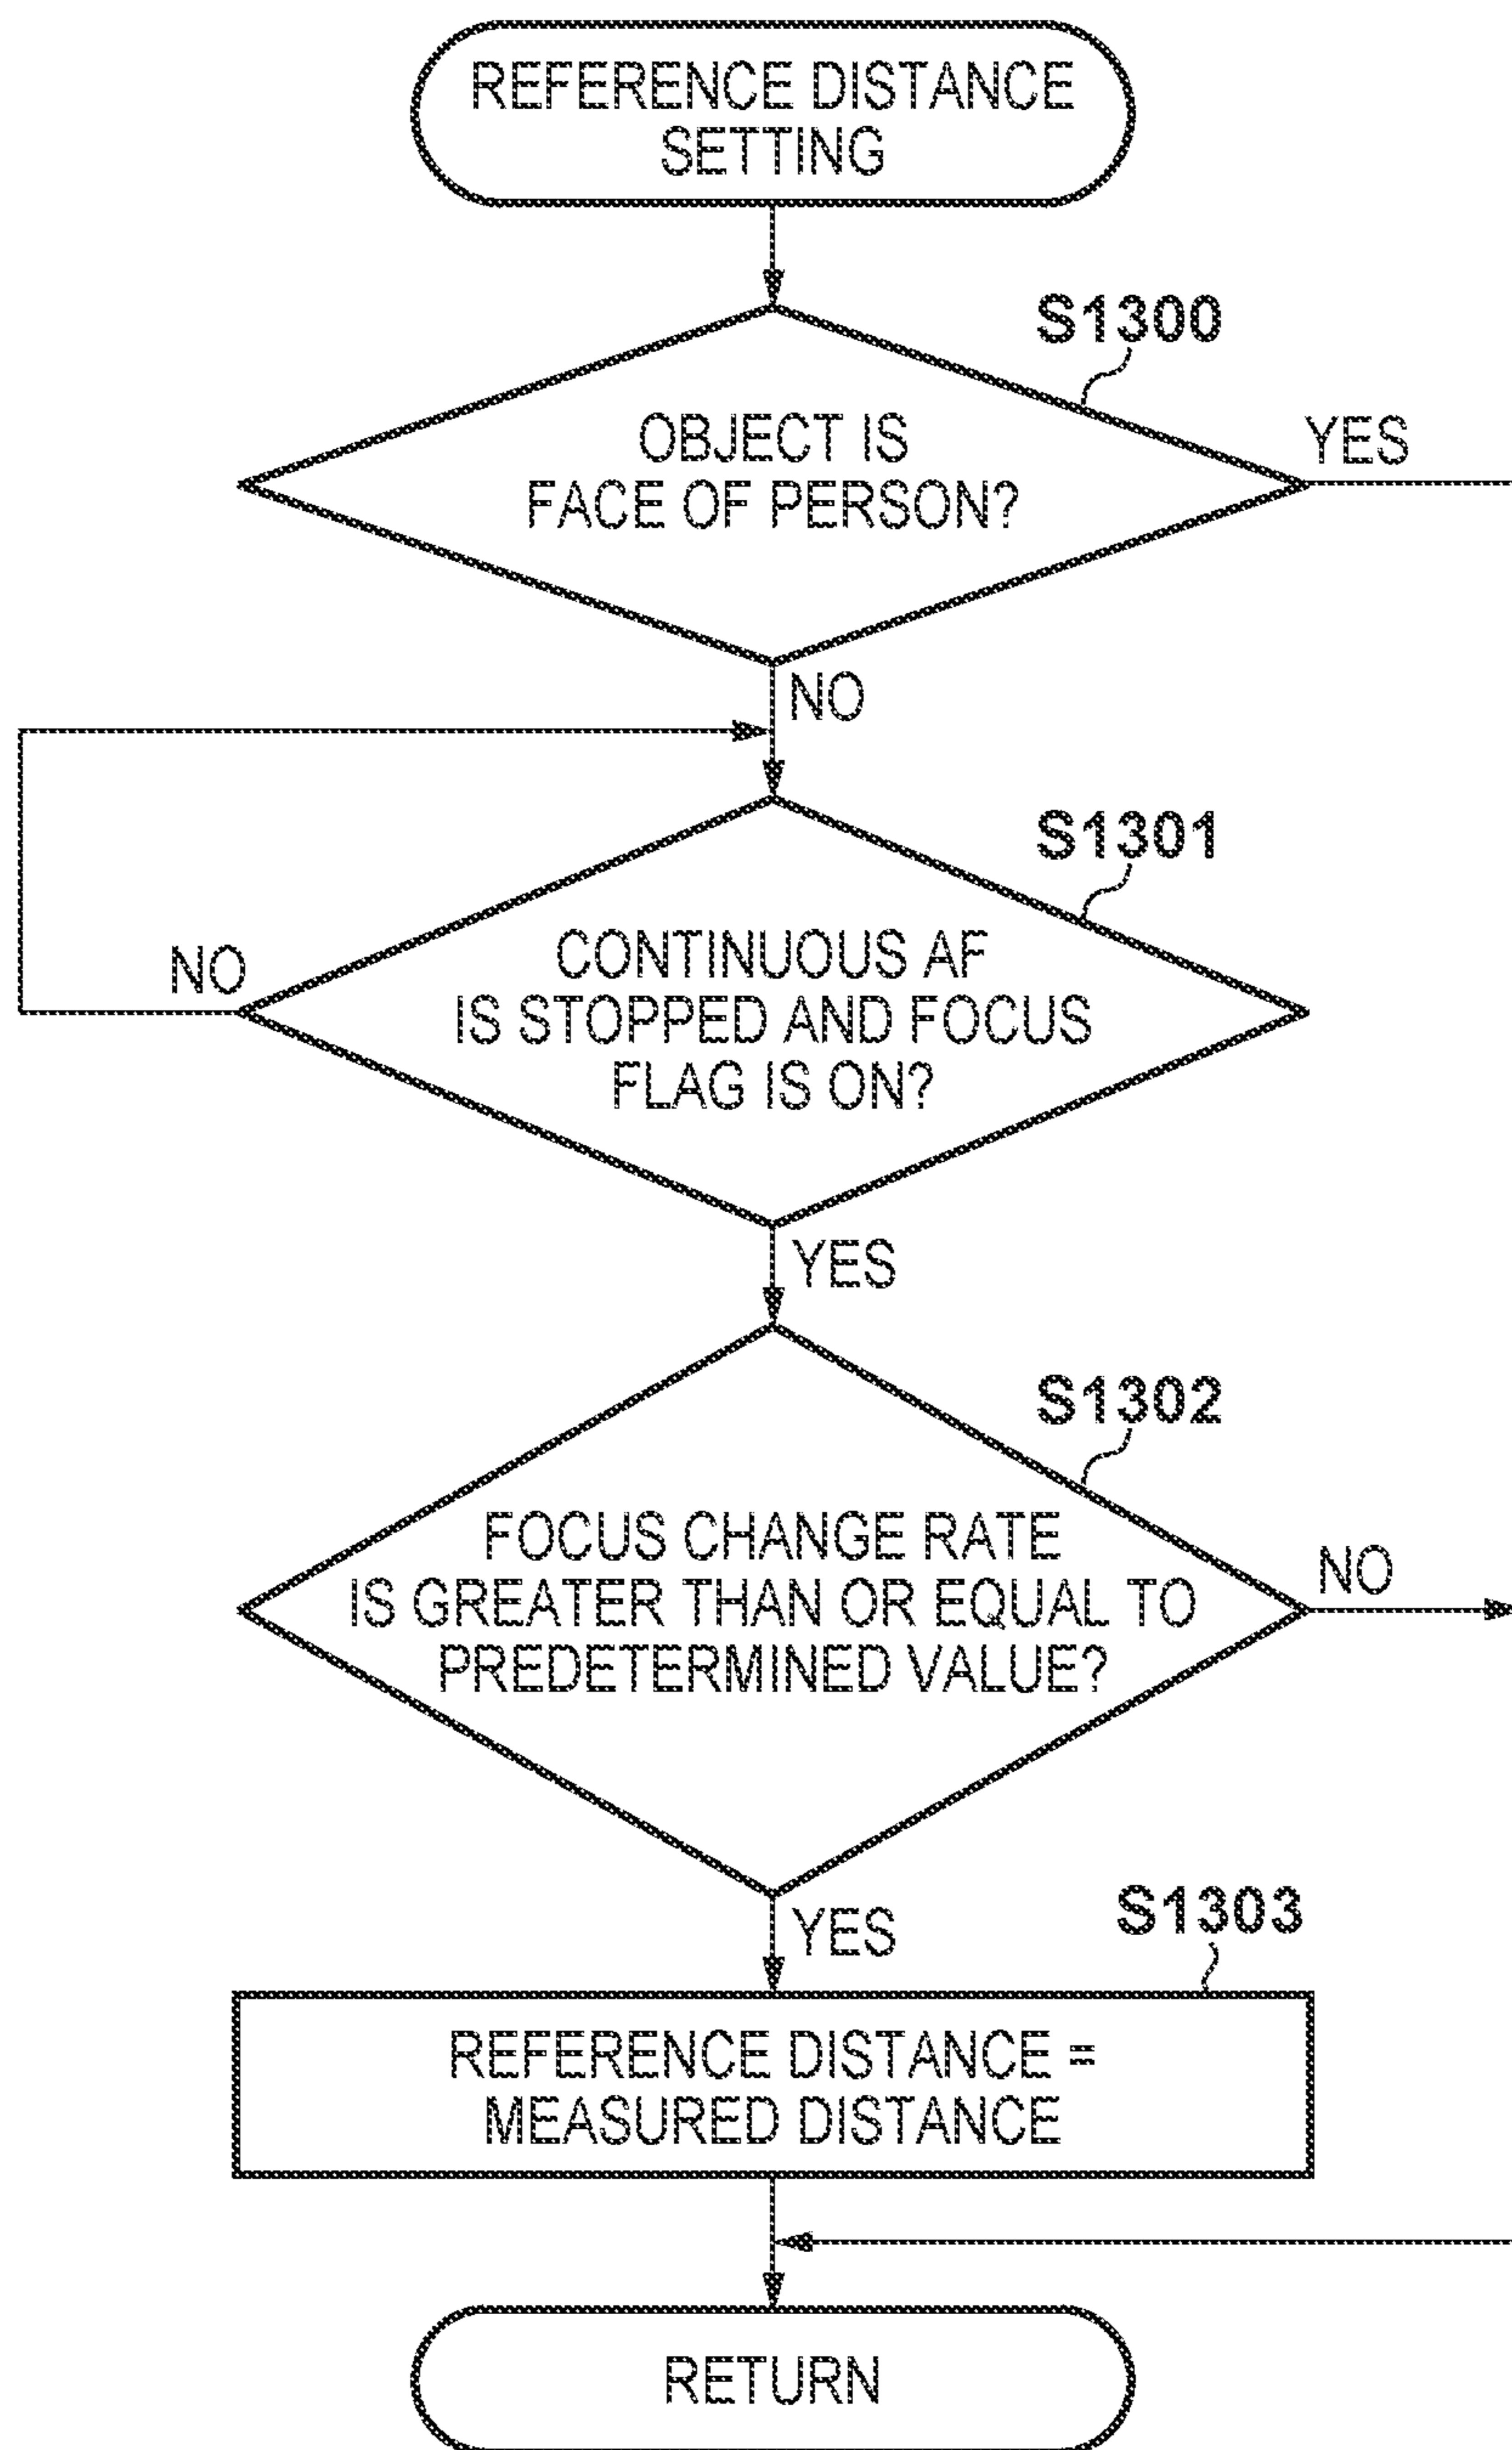 REFERENCE DISTANCE
SETTING
S1300
OBJECT IS
FACE OF PERSON?
YES
NO
S1301
CONTINUOUS AF
IS STOPPED AND FOCUS
FLAG IS ON?
NO
YES
S1302
FOCUS CHANGE RATE
IS GREATER THAN OR EQUAL TO
PREDETERMINED VALUE?
NO
YES
S1303
REFERENCE DISTANCE =
MEASURED DISTANCE
RETURN